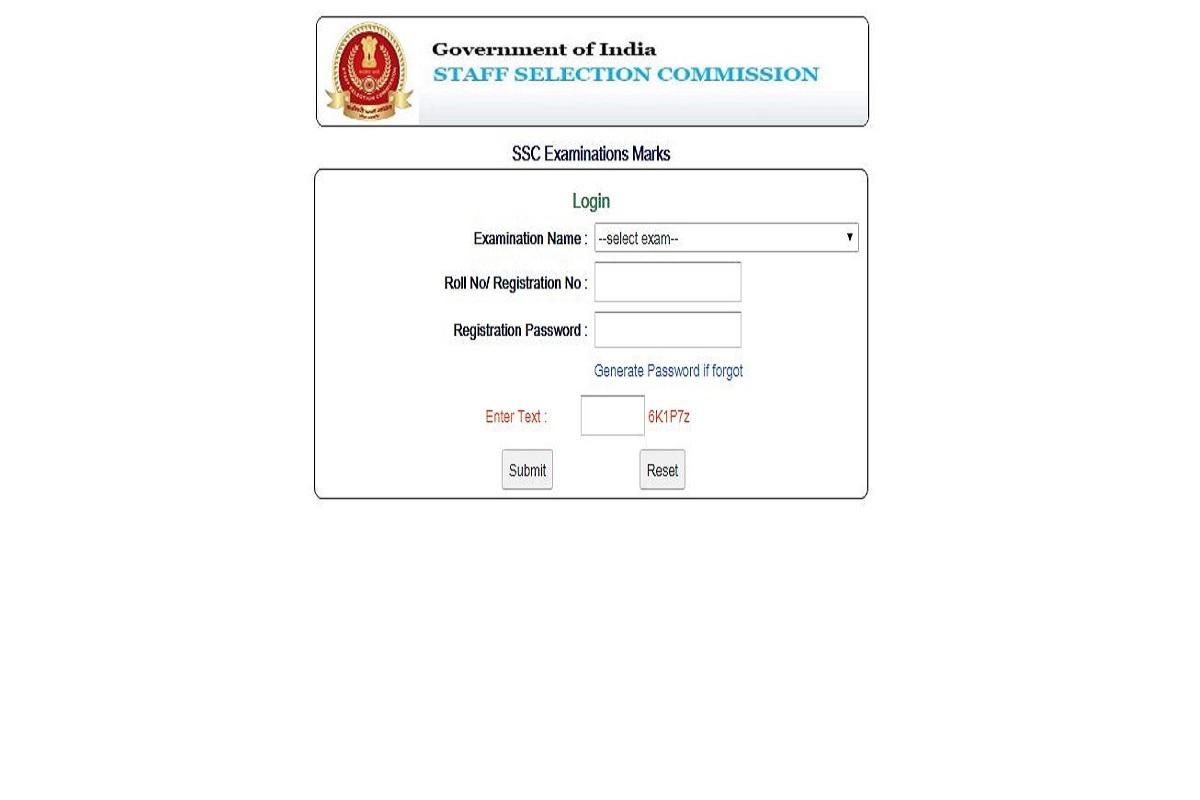 Government of India
STAFF SELECTION COMMISSION
SSC Examinations Marks
Login
Examination Name : --select exam--
Roll No/ Registration No :
Registration Password :
Generate Password if forgot
Enter Text : 6K1P7z
Submit Reset